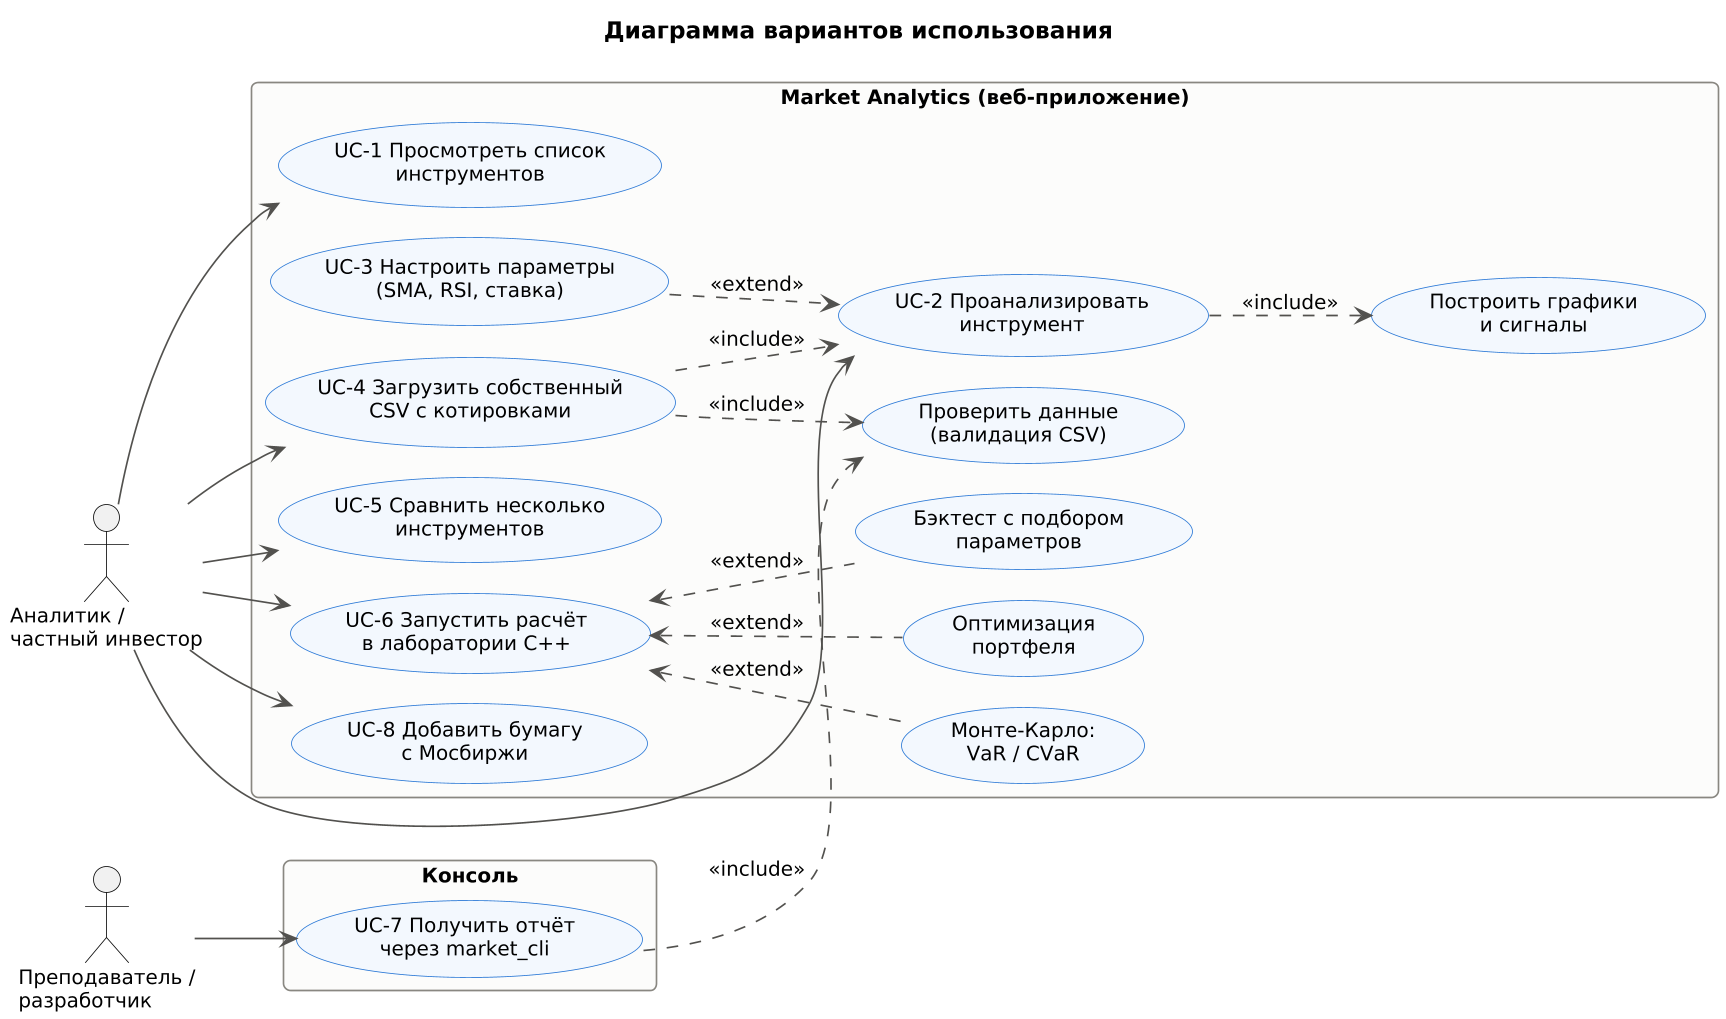 Диаграмма вариантов использования
Market Analytics (веб-приложение)
UC-1 Просмотреть список
инструментов
UC-3 Настроить параметры
(SMA, RSI, ставка)
«extend»
UC-2 Проанализировать
инструмент
«include»
Построить графики
и сигналы
UC-4 Загрузить собственный
CSV с котировками
«include»
«include»
Проверить данные
(валидация CSV)
UC-5 Сравнить несколько
инструментов
Бэктест с подбором
параметров
«extend»
Аналитик /
частный инвестор
UC-6 Запустить расчёт
в лаборатории C++
«extend»
Оптимизация
портфеля
«extend»
UC-8 Добавить бумагу
с Мосбиржи
Монте-Карло:
VaR / CVaR
«include»
Консоль
UC-7 Получить отчёт
через market_cli
Преподаватель /
разработчик